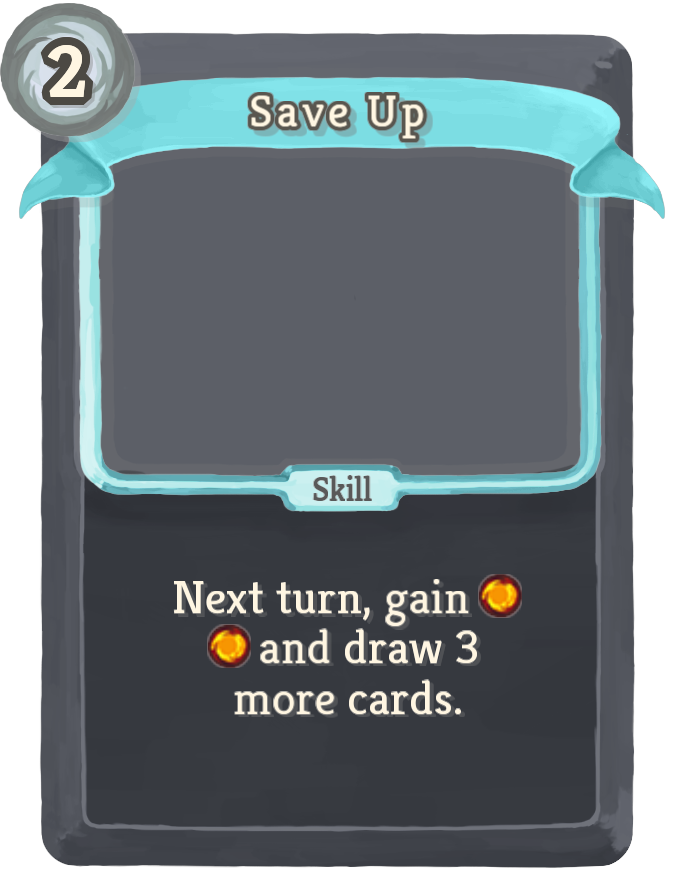 2
Save Up
Skill
Next turn, gain
and draw 3
more cards.